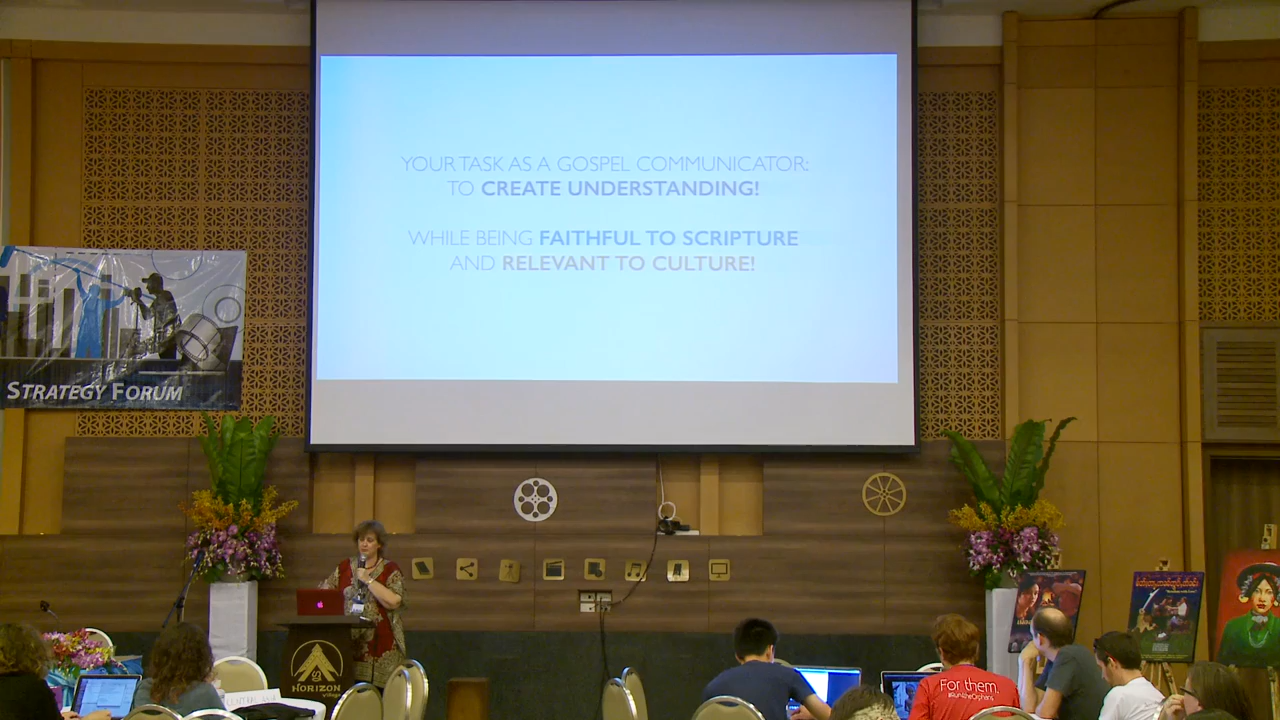 YOUR TASK AS A GOSPEL COMMUNICATOR:
TO CREATE UNDERSTANDING!
WHILE BEING FAITHFUL TO SCRIPTURE
AND RELEVANT TO CULTURE!
STRATEGY FORUM
HORIZON
For them.